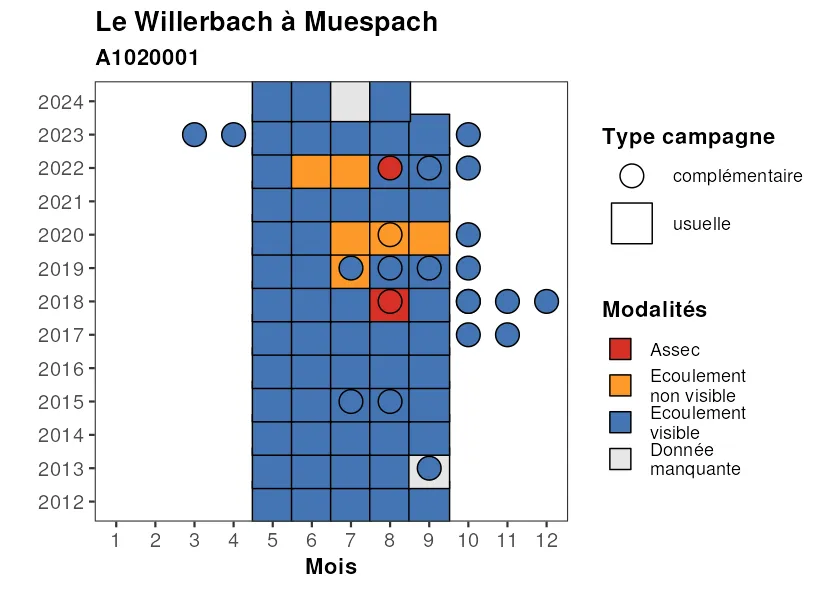 Le Willerbach à Muespach
A1020001
2024
2023
2022
2021
2020
2019
2018
2017
2016
2015
2014
2013
2012
1 2 3 4 5 6 7 8 9 10 11 12
Mois
Type campagne
complémentaire
usuelle
Modalités
Assec
Ecoulement
non visible
Ecoulement
visible
Donnée
manquante